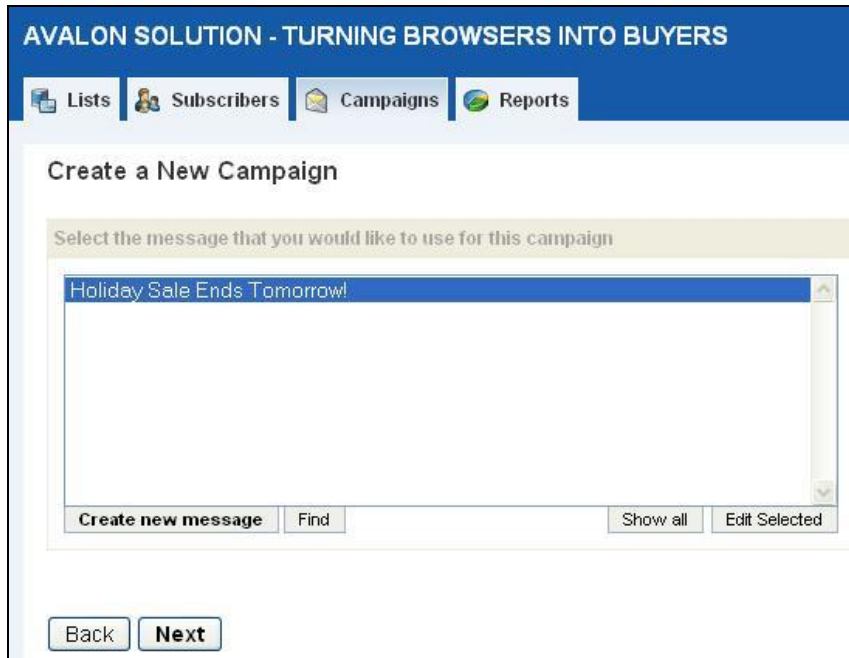 AVALON SOLUTION - TURNING BROWSERS INTO BUYERS
Lists Subscribers Campaigns Reports
Create a New Campaign
Select the message that you would like to use for this campaign
Holiday Sale Ends Tomorrow!
Create new message Find Show all Edit Selected
Back Next